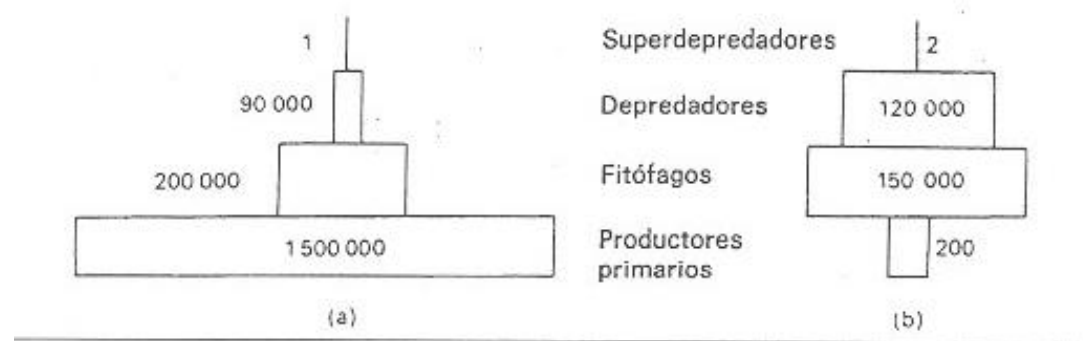 1 Superdepredadores 2
90 000 Depredadores 120 000
200 000 Fitófagos 150 000
1 500 000 Productores 200
primarios
(a) (b)